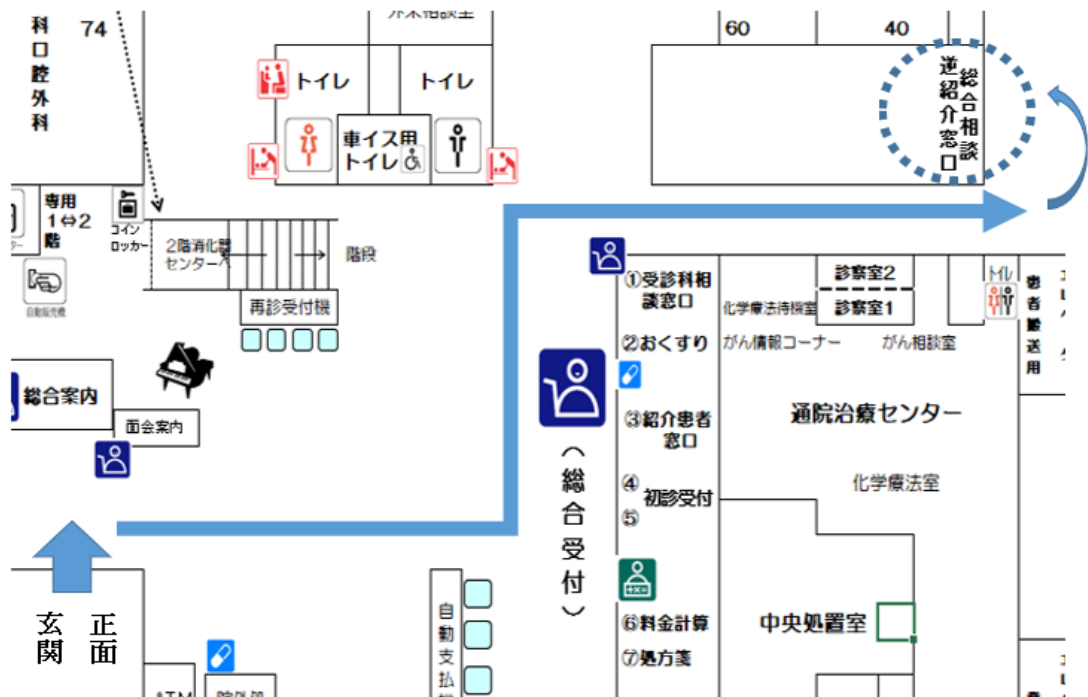 科口腔外科
74
トイレ
トイレ
車イス用
トイレ
60
40
総合相談
逆紹介窓口
専用
1⇔2
階
コイン
ロッカー
自動販売機
2階消化器
センターへ
階段
再診受付機
総合案内
面会案内
正面
玄関
①受診科相
談窓口
②おくすり
③紹介患者
窓口
④
初診受付
⑤
⑥料金計算
⑦処方箋
(総合受付)
化学療法待機室
診察室2
診察室1
がん情報コーナー
がん相談室
通院治療センター
化学療法室
中央処置室
トイレ
患者搬送用
自動支払